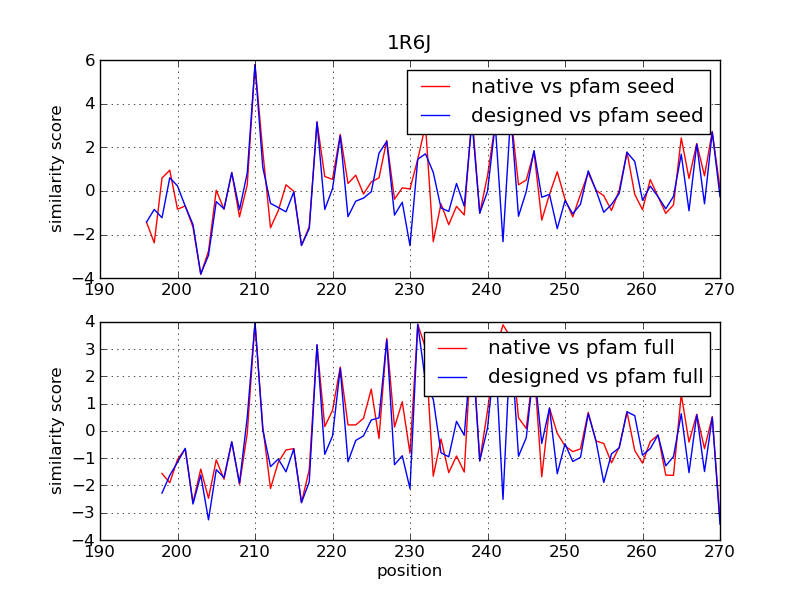 1R6J
similarity score
6
4
2
0
−2
−4
190 200 210 220 230 240 250 260 270
native vs pfam seed
designed vs pfam seed
similarity score
4
3
2
1
0
−1
−2
−3
−4
190 200 210 220 230 240 250 260 270
native vs pfam full
designed vs pfam full
position